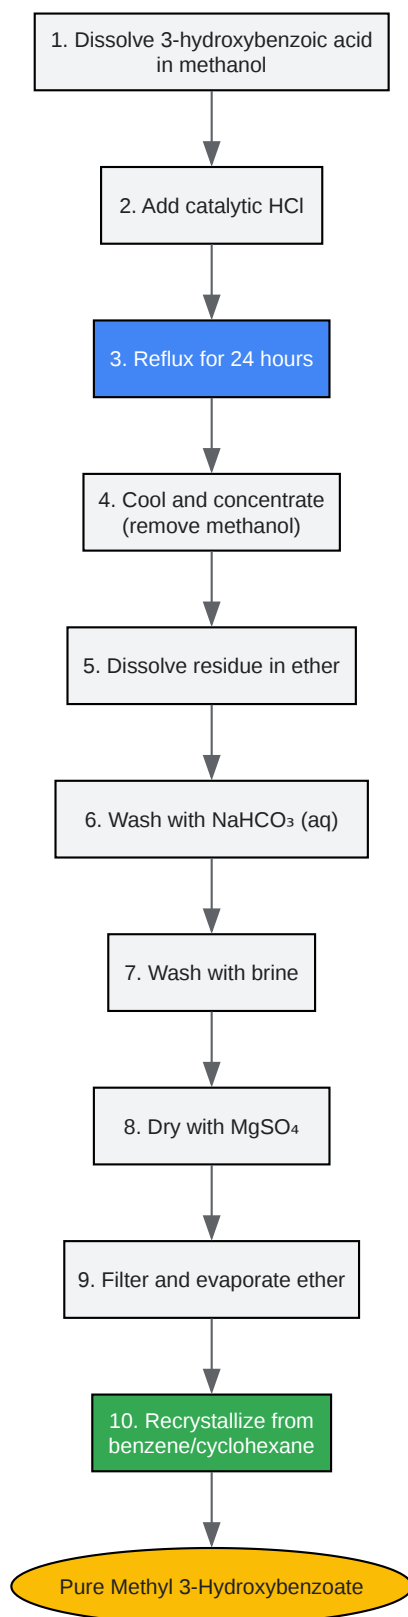 1. Dissolve 3-hydroxybenzoic acid
in methanol
2. Add catalytic HCl
3. Reflux for 24 hours
4. Cool and concentrate
(remove methanol)
5. Dissolve residue in ether
6. Wash with NaHCO₃ (aq)
7. Wash with brine
8. Dry with MgSO₄
9. Filter and evaporate ether
10. Recrystallize from
benzene/cyclohexane
Pure Methyl 3-Hydroxybenzoate